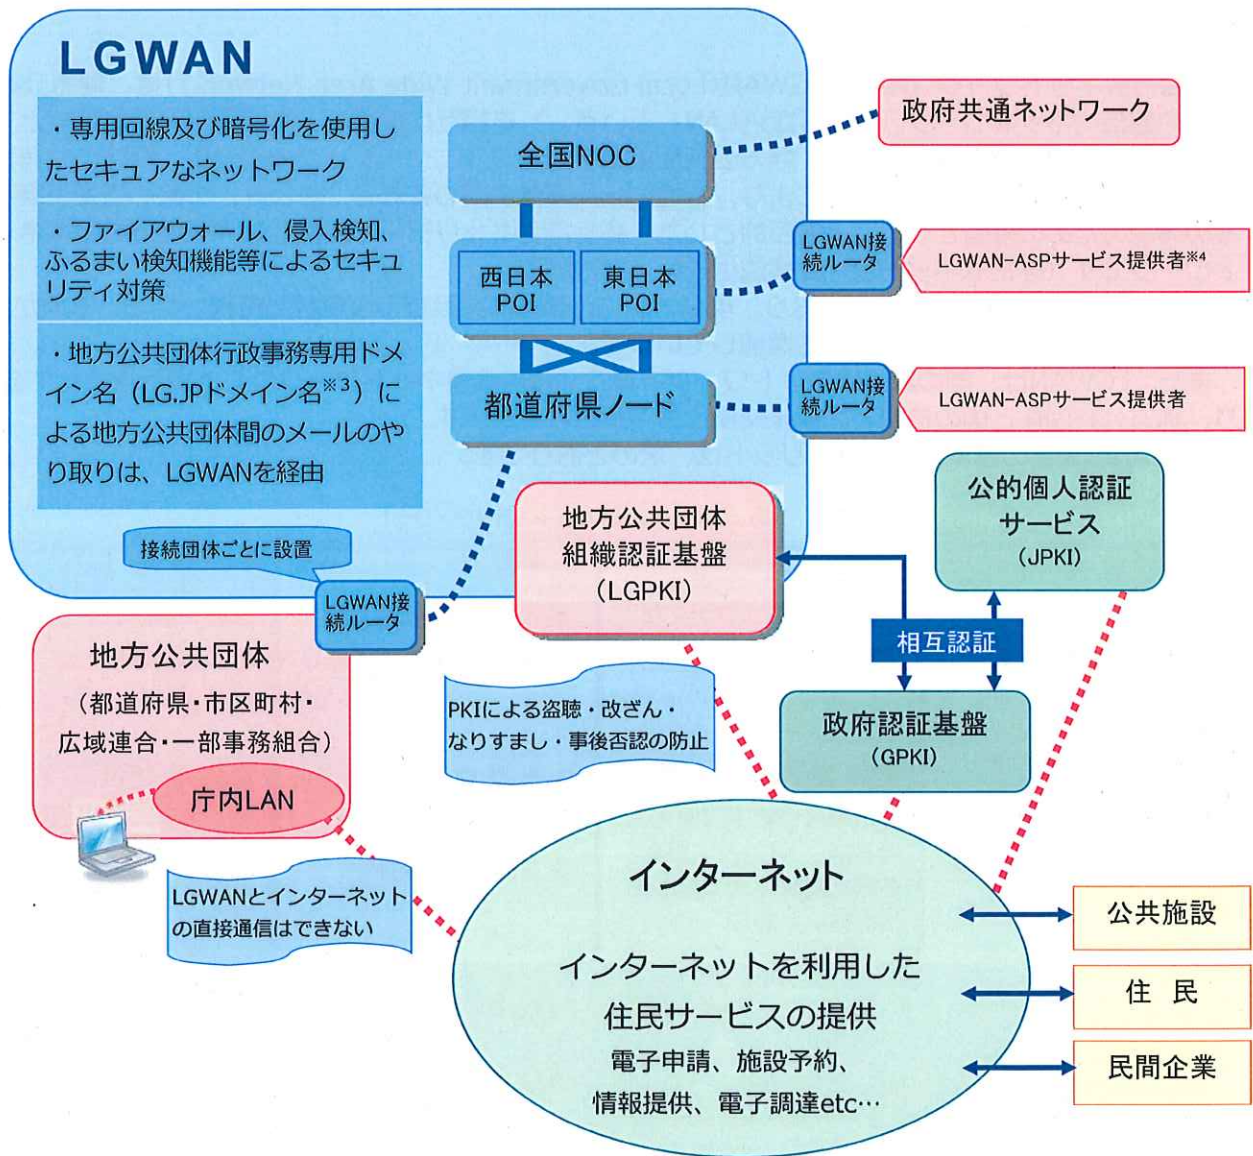 LGWAN
・専用回線及び暗号化を使用し
たセキュアなネットワーク
・ファイアウォール、侵入検知、
ふるまい検知機能等によるセキュ
リティ対策
・地方公共団体行政事務専用ドメ
イン名（LG.JPドメイン名※3）に
よる地方公共団体間のメールのや
り取りは、LGWANを経由
全国NOC
政府共通ネットワーク
西日本
POI
東日本
POI
LGWAN接
続ルータ
LGWAN-ASPサービス提供者※4
都道府県ノード
LGWAN接
続ルータ
LGWAN-ASPサービス提供者
接続団体ごとに設置
LGWAN接
続ルータ
地方公共団体
組織認証基盤
（LGPKI）
公的個人認証
サービス
（JPKI）
相互認証
政府認証基盤
（GPKI）
地方公共団体
（都道府県・市区町村・
広域連合・一部事務組合）
庁内LAN
PKIによる盗聴・改ざん・
なりすまし・事後否認の防止
LGWANとインターネット
の直接通信はできない
インターネット
インターネットを利用した
住民サービスの提供
電子申請、施設予約、
情報提供、電子調達etc…
公共施設
住 民
民間企業